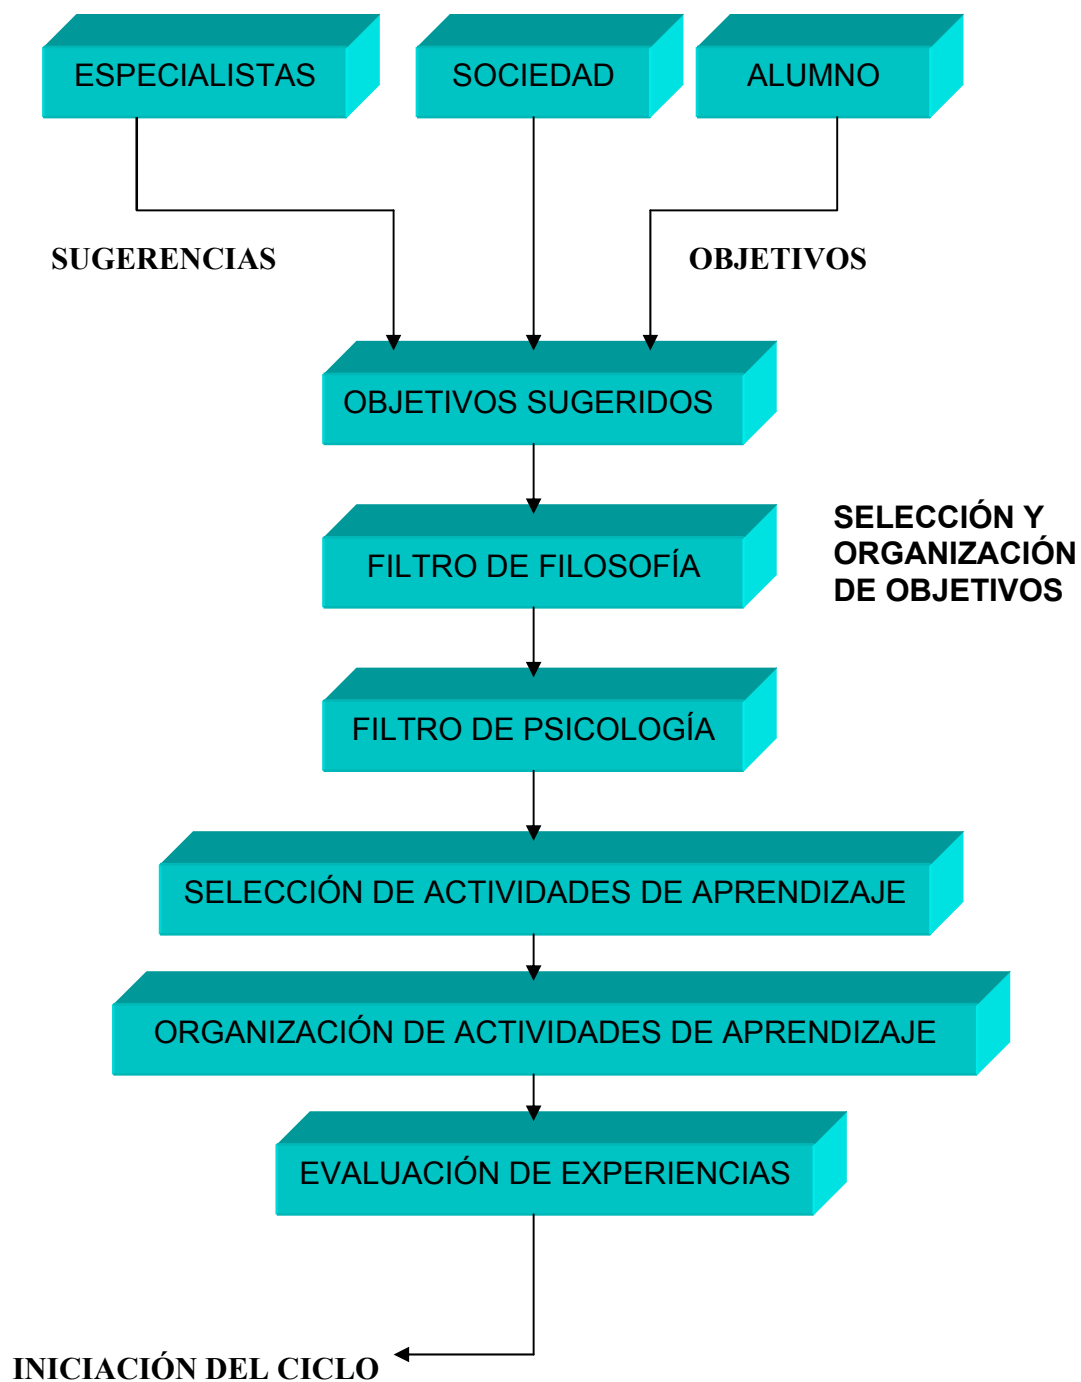 ESPECIALISTAS
SOCIEDAD
ALUMNO
SUGERENCIAS
OBJETIVOS
OBJETIVOS SUGERIDOS
FILTRO DE FILOSOFÍA
SELECCIÓN Y
ORGANIZACIÓN
DE OBJETIVOS
FILTRO DE PSICOLOGÍA
SELECCIÓN DE ACTIVIDADES DE APRENDIZAJE
ORGANIZACIÓN DE ACTIVIDADES DE APRENDIZAJE
EVALUACIÓN DE EXPERIENCIAS
INICIACIÓN DEL CICLO